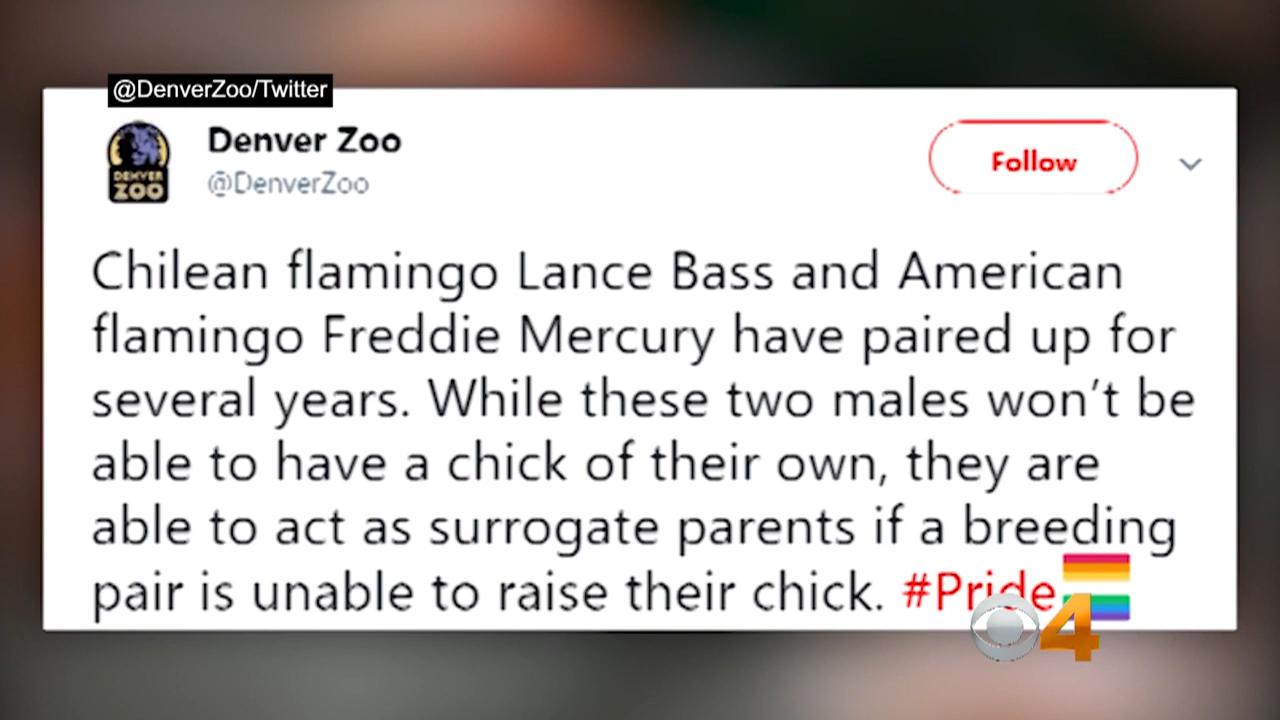 @DenverZoo/Twitter
DENVER
ZOO
Denver Zoo
@DenverZoo
Follow
Chilean flamingo Lance Bass and American
flamingo Freddie Mercury have paired up for
several years. While these two males won't be
able to have a chick of their own, they are
able to act as surrogate parents if a breeding
pair is unable to raise their chick. #Pride
4